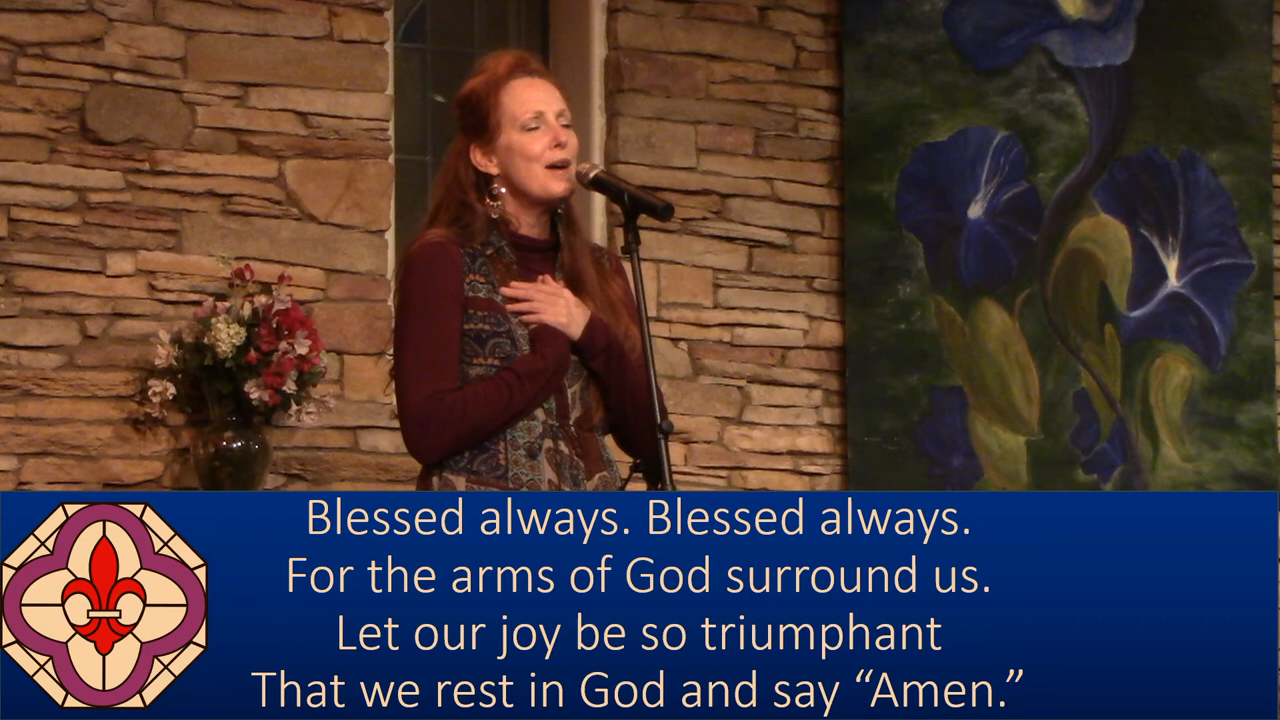 Blessed always. Blessed always.
For the arms of God surround us.
Let our joy be so triumphant
That we rest in God and say “Amen.”